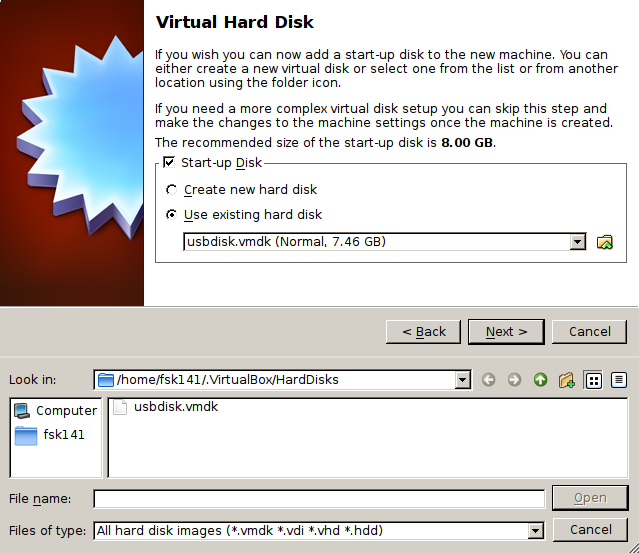 Virtual Hard Disk
If you wish you can now add a start-up disk to the new machine. You can
either create a new virtual disk or select one from the list or from another
location using the folder icon.
If you need a more complex virtual disk setup you can skip this step and
make the changes to the machine settings once the machine is created.
The recommended size of the start-up disk is 8.00 GB.
Start-up Disk
Create new hard disk
Use existing hard disk
usbdisk.vmdk (Normal, 7.46 GB)
< Back Next > Cancel
Look in: /home/fsk141/.VirtualBox/HardDisks
Computer usbdisk.vmdk
fsk141
File name: Open
Files of type: All hard disk images (*.vmdk *.vdi *.vhd *.hdd) Cancel